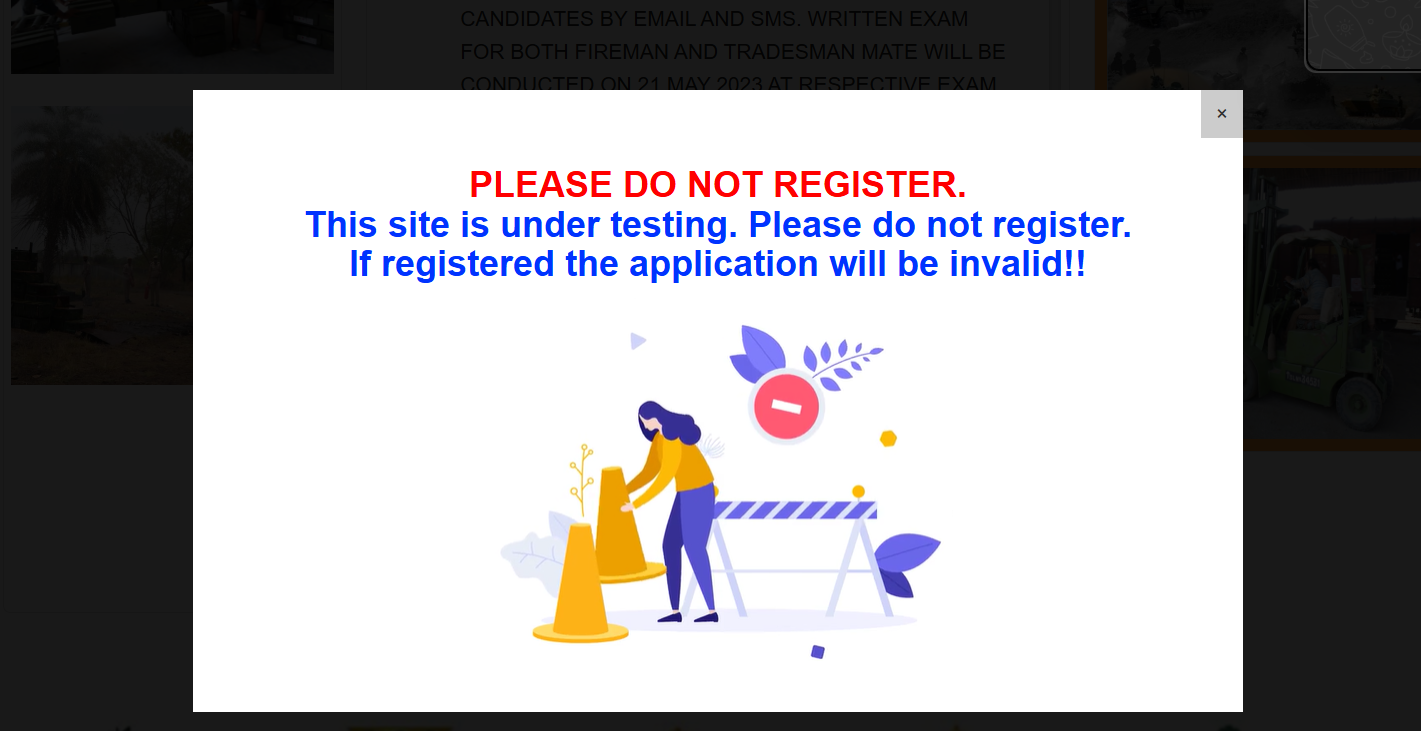 CANDIDATES BY EMAIL AND SMS. WRITTEN EXAM
FOR BOTH FIREMAN AND TRADESMAN MATE WILL BE
CONDUCTED ON 21 MAY 2023 AT RESPECTIVE EXAM
×
PLEASE DO NOT REGISTER.
This site is under testing. Please do not register.
If registered the application will be invalid!!